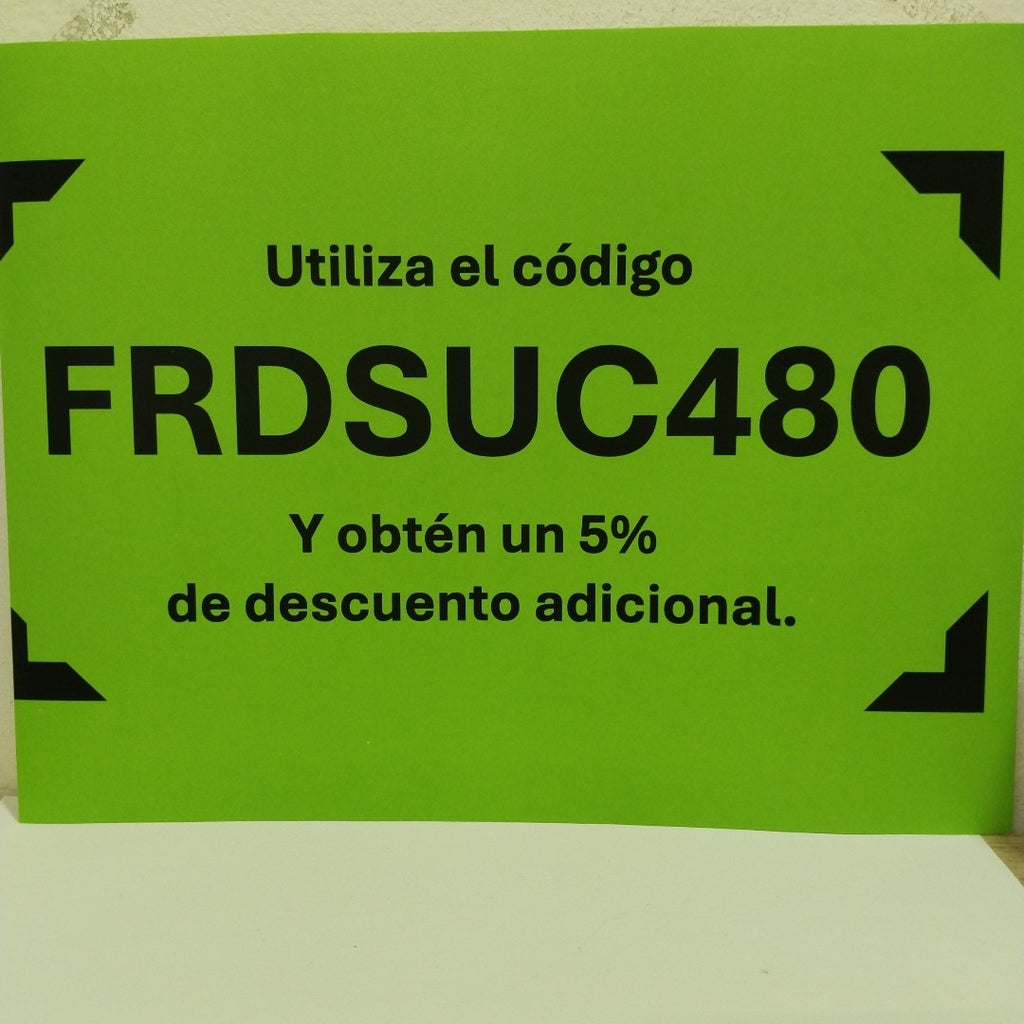 Utiliza el código
FRDSUC480
Y obtén un 5%
de descuento adicional.